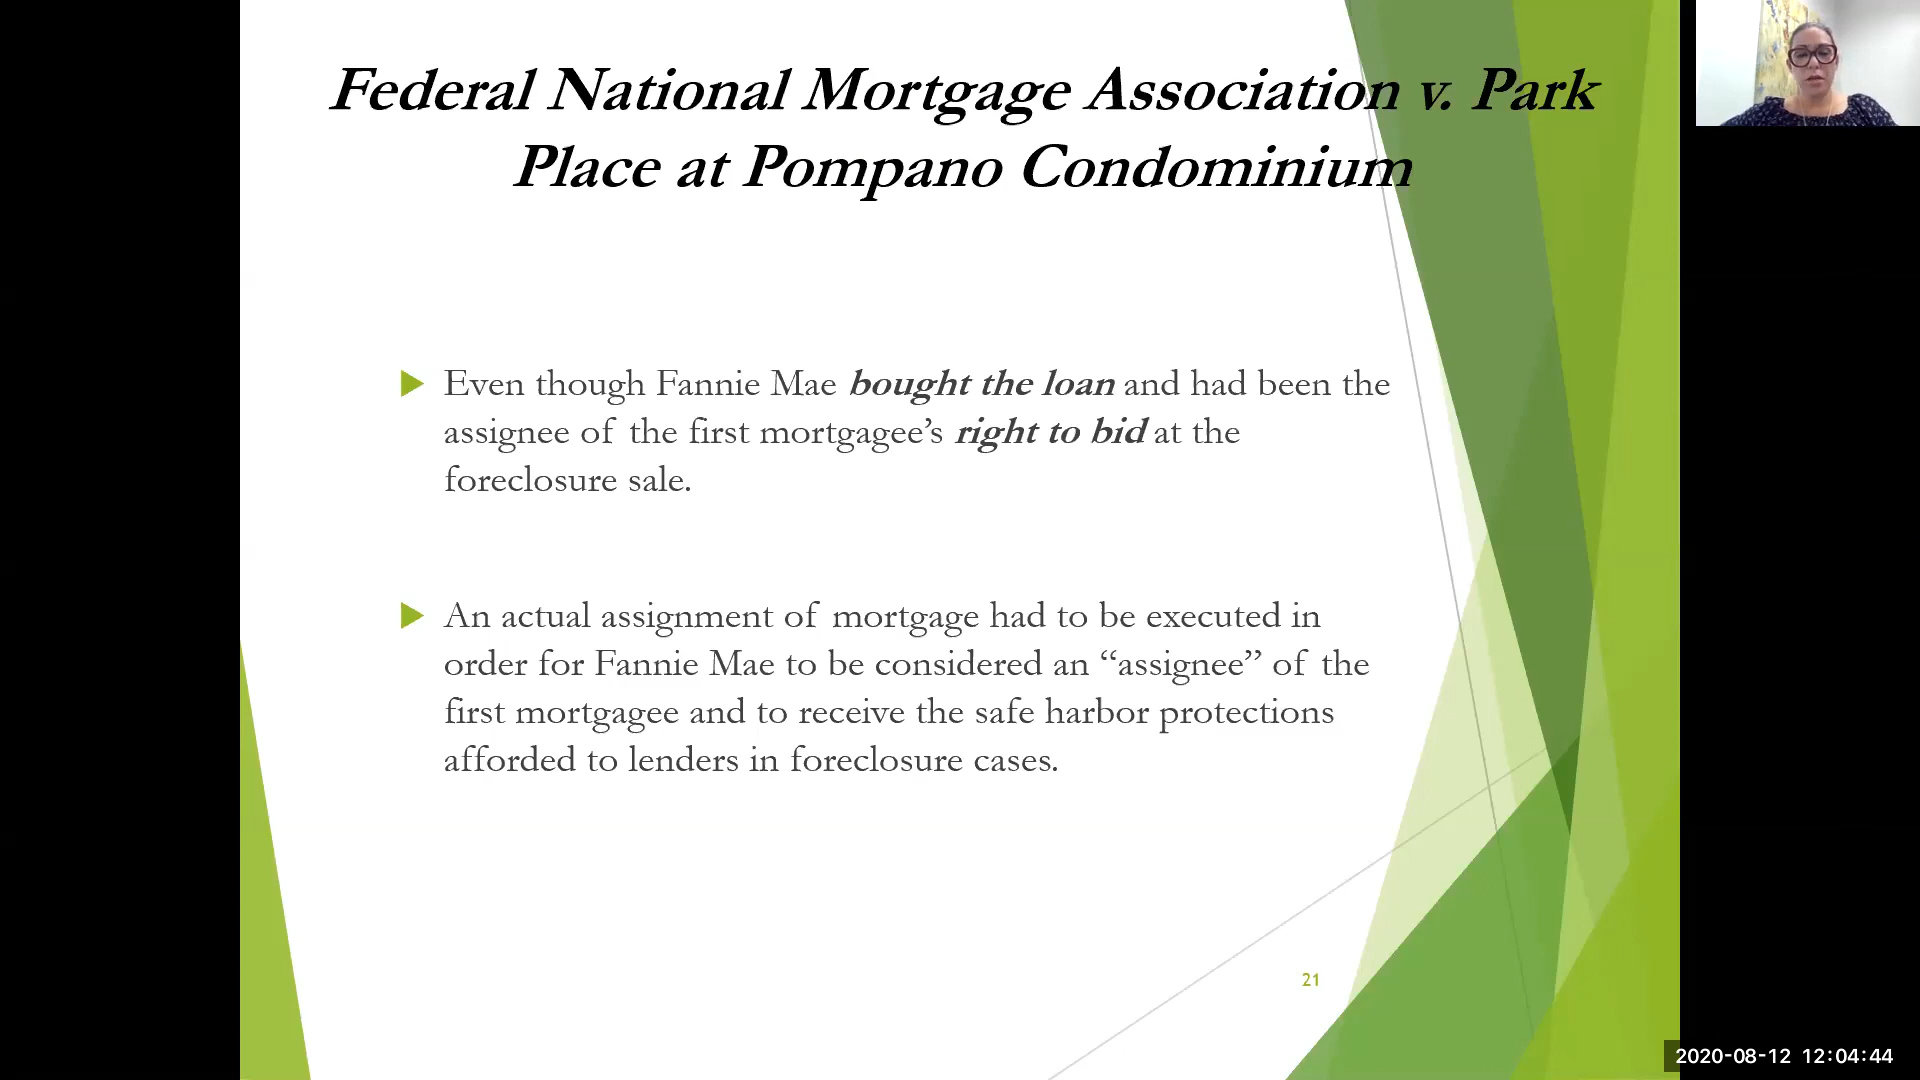 Federal National Mortgage Association v. Park
Place at Pompano Condominium
Even though Fannie Mae bought the loan and had been the
assignee of the first mortgagee’s right to bid at the
foreclosure sale.
An actual assignment of mortgage had to be executed in
order for Fannie Mae to be considered an “assignee” of the
first mortgagee and to receive the safe harbor protections
afforded to lenders in foreclosure cases.
21
2020-08-12 12:04:44